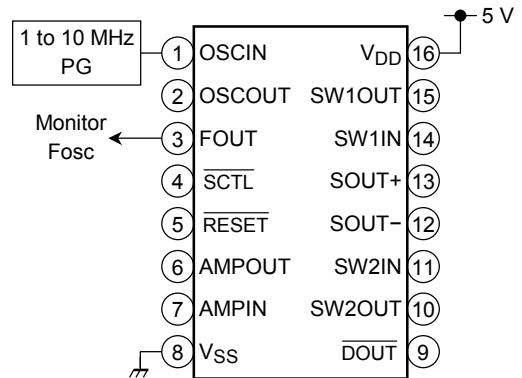 5 V
1 to 10 MHz
PG
Monitor
Fosc
1 OSCIN
2 OSCOUT
3 FOUT
4 SCTL
5 RESET
6 AMPOUT
7 AMPIN
8 VSS
VDD 16
SW1OUT 15
SW1IN 14
SOUT+ 13
SOUT− 12
SW2IN 11
SW2OUT 10
DOUT 9